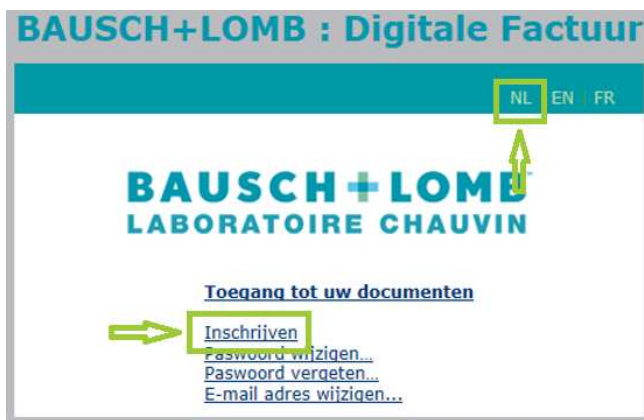 BAUSCH+LOMB : Digitale Factuur
NL | EN | FR
BAUSCH + LOMB
LABORATOIRE CHAUVIN
Toegang tot uw documenten
Inschrijven
Paswoord wijzigen...
Paswoord vergeten...
E-mail adres wijzigen...